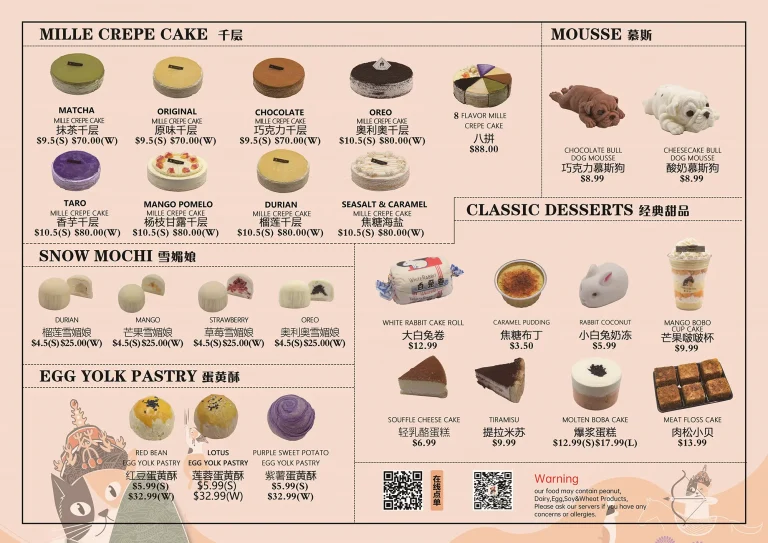 MILLE CREPE CAKE 千层
MATCHA
MILLE CREPE CAKE
抹茶千层
$9.5(S) $70.00(W)
ORIGINAL
MILLE CREPE CAKE
原味千层
$9.5(S) $70.00(W)
CHOCOLATE
MILLE CREPE CAKE
巧克力千层
$9.5(S) $70.00(W)
OREO
MILLE CREPE CAKE
奥利奥千层
$10.5(S) $80.00(W)
8 FLAVOR MILLE
CREPE CAKE
八拼
$88.00
TARO
MILLE CREPE CAKE
香芋千层
$10.5(S) $80.00(W)
MANGO POMELO
MILLE CREPE CAKE
杨枝甘露千层
$10.5(S) $80.00(W)
DURIAN
MILLE CREPE CAKE
榴莲千层
$10.5(S) $80.00(W)
SEASALT & CARAMEL
MILLE CREPE CAKE
焦糖海盐
$10.5(S) $80.00(W)
MOUSSE 慕斯
CHOCOLATE BULL
DOG MOUSSE
巧克力慕斯狗
$8.99
CHEESECAKE BULL
DOG MOUSSE
酸奶慕斯狗
$8.99
SNOW MOCHI 雪媚娘
DURIAN
榴莲雪媚娘
$4.5(S)$25.00(W)
MANGO
芒果雪媚娘
$4.5(S)$25.00(W)
STRAWBERRY
草莓雪媚娘
$4.5(S)$25.00(W)
OREO
奥利奥雪媚娘
$4.5(S)$25.00(W)
CLASSIC DESSERTS 经典甜品
WHITE RABBIT CAKE ROLL
大白兔卷
$12.99
CARAMEL PUDDING
焦糖布丁
$3.50
RABBIT COCONUT
小白兔奶冻
$5.99
MANGO BOBO
CUP CAKE
芒果啵啵杯
$9.99
SOUFFLE CHEESE CAKE
轻乳酪蛋糕
$6.99
TIRAMISU
提拉米苏
$9.99
MOLTEN BOBA CAKE
爆浆蛋糕
$12.99(S)$17.99(L)
MEAT FLOSS CAKE
肉松小贝
$13.99
EGG YOLK PASTRY 蛋黄酥
RED BEAN
EGG YOLK PASTRY
红豆蛋黄酥
$5.99(S)
$32.99(W)
LOTUS
EGG YOLK PASTRY
莲蓉蛋黄酥
$5.99(S)
$32.99(W)
PURPLE SWEET POTATO
EGG YOLK PASTRY
紫薯蛋黄酥
$5.99(S)
$32.99(W)
在线点单
Warning
our food may contain peanut,
Dairy,Egg,Soy&Wheat Products,
Please ask our servers if you have any
concerns or allergies.